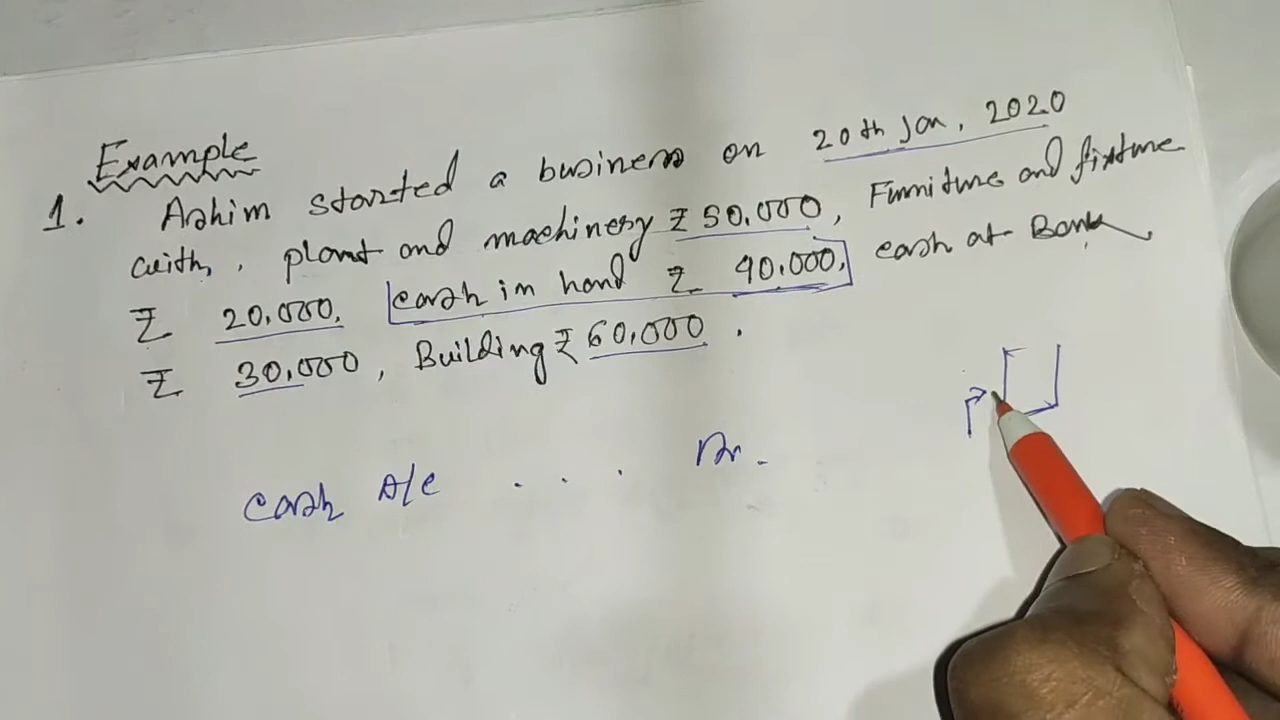 Example
1. Ashim started a business on 20th Jan, 2020
with, plant and machinery ₹ 50,000, Furniture and fixture
₹ 20,000, cash in hand ₹ 40,000, cash at Bank
₹ 30,000, Building ₹ 60,000.
cash A/c . . . Dr.